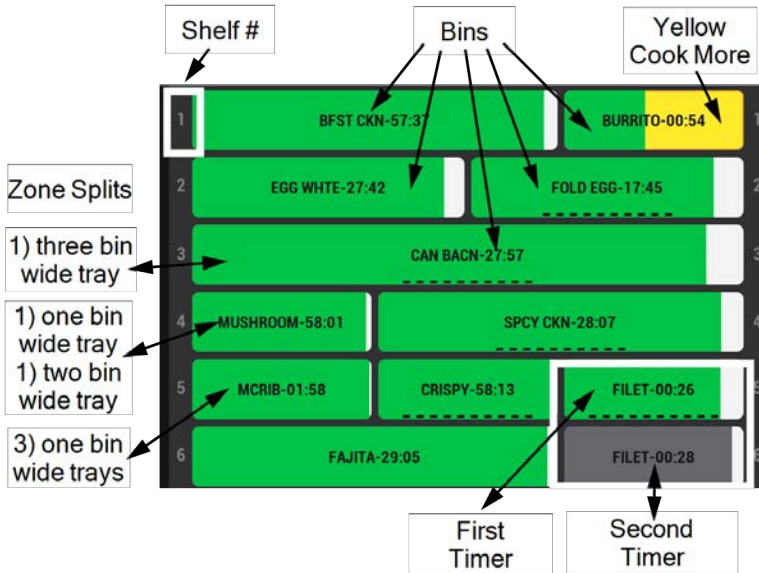 Shelf #
Bins
Yellow
Cook More
1 BFST CKN-57:37 BURRITO-00:54 1
Zone Splits
2 EGG WHTE-27:42 FOLD EGG-17:45 2
1) three bin
wide tray
3 CAN BACN-27:57 3
1) one bin
wide tray
1) two bin
wide tray
4 MUSHROOM-58:01 SPCY CKN-28:07 4
5 MCRIB-01:58 CRISPY-58:13 FILET-00:26 5
3) one bin
wide trays
6 FAJITA-29:05 FILET-00:28 6
First
Timer
Second
Timer